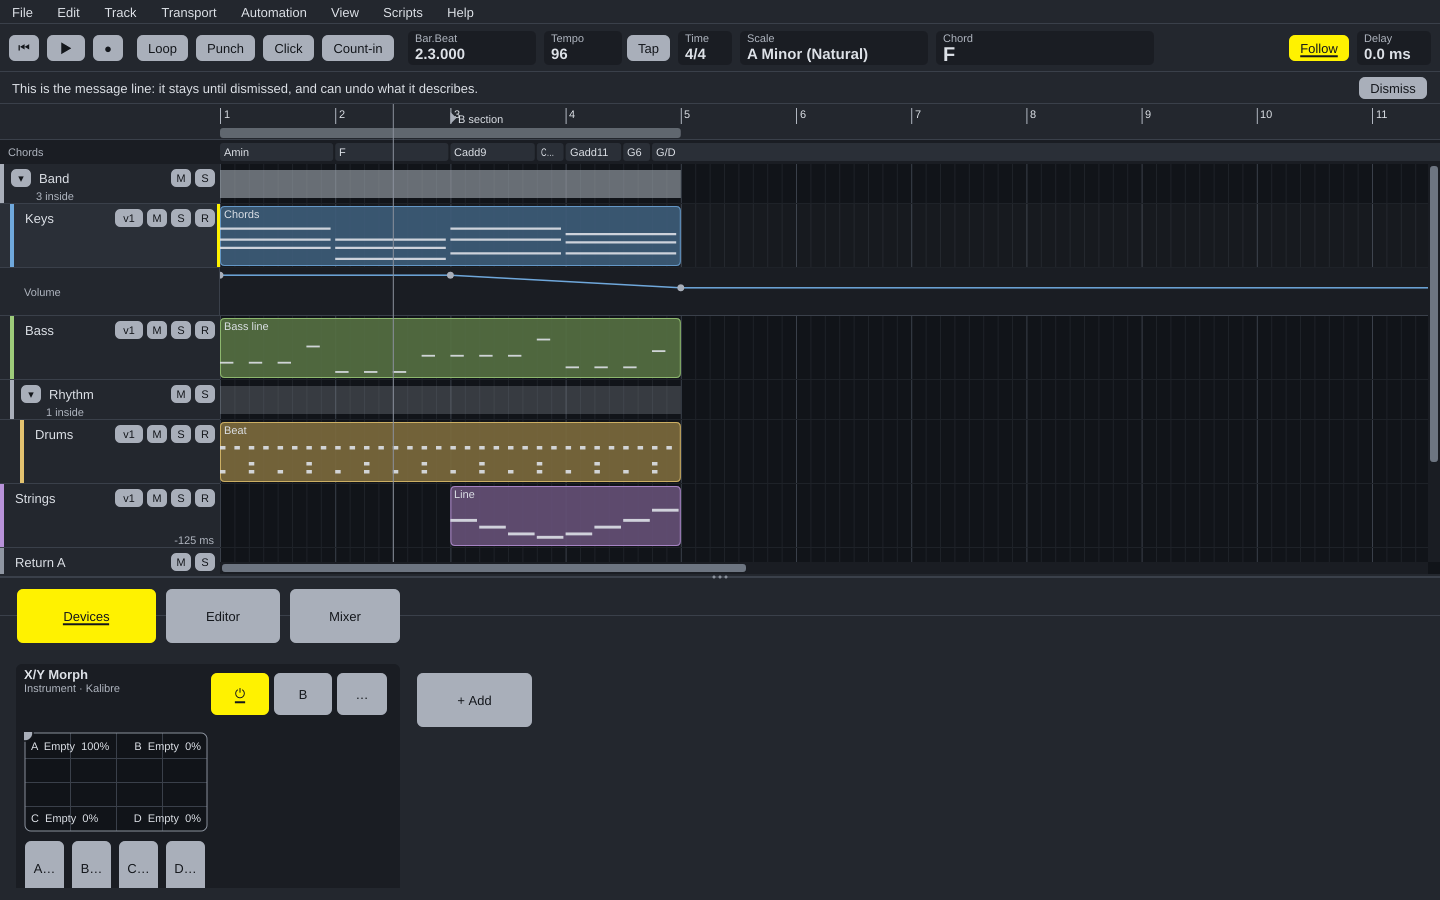 File Edit Track Transport Automation View Scripts Help
Loop Punch Click Count-in Bar.Beat 2.3.000 Tempo 96 Tap Time 4/4 Scale A Minor (Natural) Chord F Follow Delay 0.0 ms
This is the message line: it stays until dismissed, and can undo what it describes. Dismiss
1 2 3 B section 4 5 6 7 8 9 10 11
Chords Amin F Cadd9 C... Gadd11 G6 G/D
Band M S
3 inside
Keys v1 M S R Chords
Volume
Bass v1 M S R Bass line
Rhythm M S
1 inside
Drums v1 M S R Beat
Strings v1 M S R Line
-125 ms
Return A M S
Devices Editor Mixer
X/Y Morph
Instrument · Kalibre
B ... + Add
A Empty 100% B Empty 0%
C Empty 0% D Empty 0%
A... B... C... D...